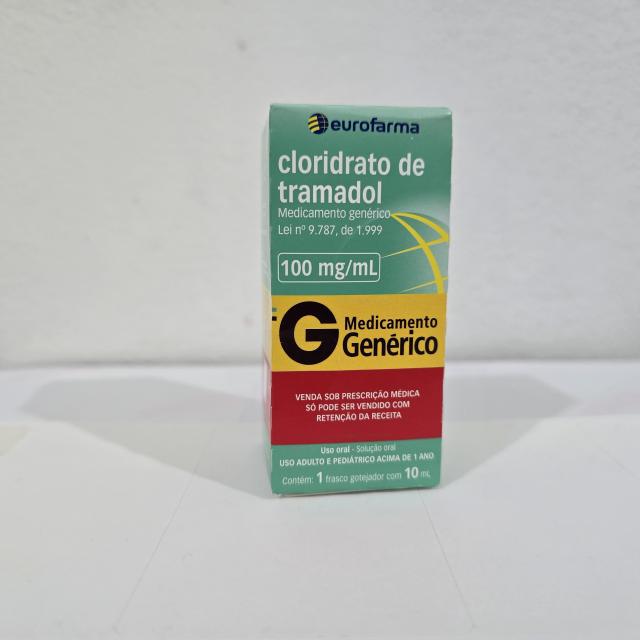 eurofarma
cloridrato de
tramadol
Medicamento genérico
Lei nº 9.787, de 1.999
100 mg/mL
G Medicamento
Genérico
VENDA SOB PRESCRIÇÃO MÉDICA
SÓ PODE SER VENDIDO COM
RETENÇÃO DA RECEITA
Uso oral - Solução oral
USO ADULTO E PEDIÁTRICO ACIMA DE 1 ANO
Contém: 1 frasco gotejador com 10 mL